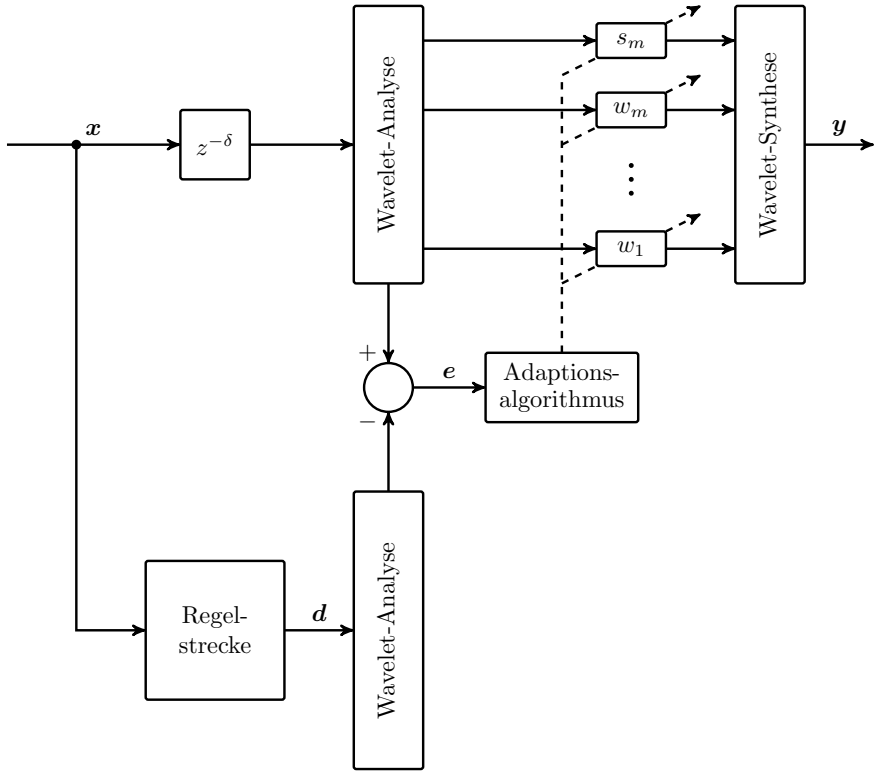 x
z^{-δ}
Wavelet-Analyse
s_m
w_m
⋮
w_1
Wavelet-Synthese
y
+
−
e
Adaptions-
algorithmus
Regel-
strecke
d
Wavelet-Analyse